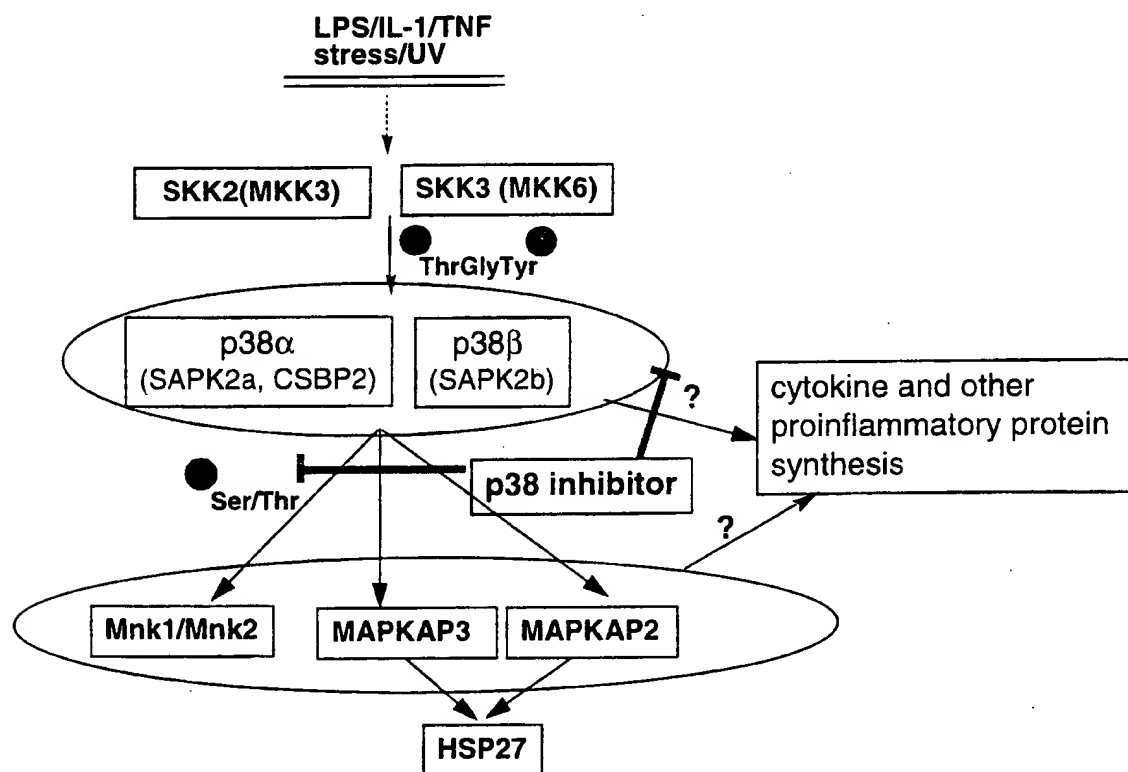 LPS/IL-1/TNF
stress/UV
SKK2(MKK3)
SKK3 (MKK6)
ThrGlyTyr
p38α
(SAPK2a, CSBP2)
p38β
(SAPK2b)
?
cytokine and other
proinflammatory protein
synthesis
p38 inhibitor
Ser/Thr
?
Mnk1/Mnk2
MAPKAP3
MAPKAP2
HSP27